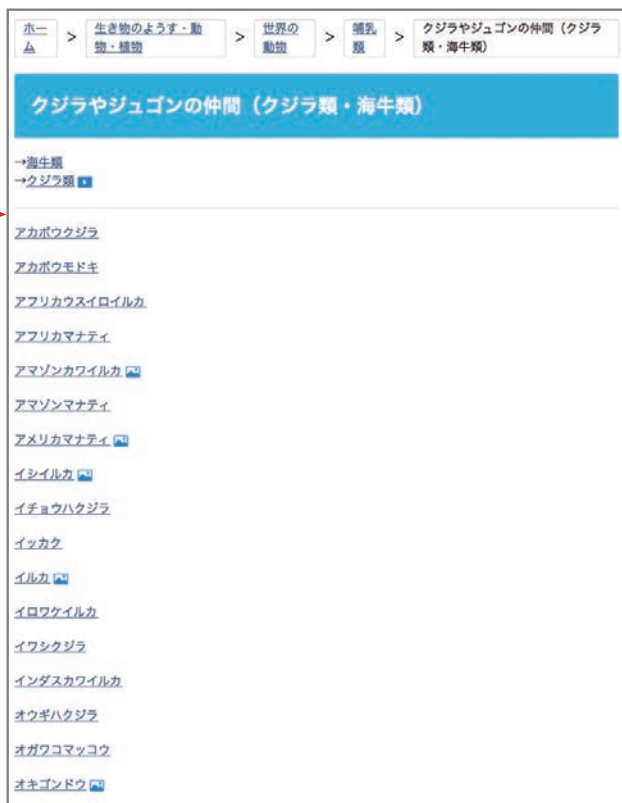 ホーム > 生き物のようす・動物・植物 > 世界の動物 > 哺乳類 > クジラやジュゴンの仲間（クジラ類・海牛類）
クジラやジュゴンの仲間（クジラ類・海牛類）
→海牛類
→クジラ類
アカボウクジラ
アカボウモドキ
アフリカウスイロイルカ
アフリカマナティ
アマゾンカワイルカ
アマゾンマナティ
アメリカマナティ
イシイルカ
イチョウハクジラ
イッカク
イルカ
イロワケイルカ
イワシクジラ
インダスカワイルカ
オウギハクジラ
オガワコマッコウ
オキゴンドウ